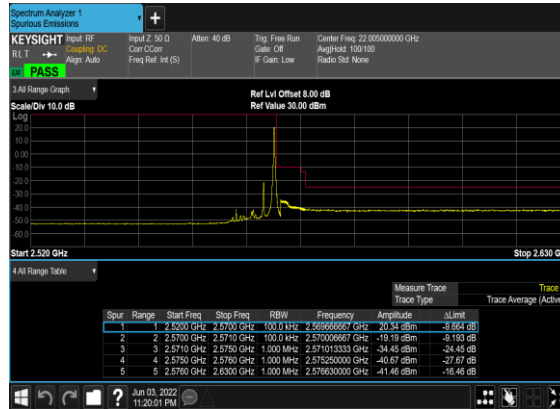 Spectrum Analyzer 1
Spurious Emissions
+
KEYSIGHT Input: RF Input Z: 50 Ω Atten: 40 dB Trig: Free Run Center Freq: 22.005000000 GHz
RLT Coupling: DC Corr CCorr Gate: Off Avg|Hold: 100/100
Align: Auto Freq Ref: Int (S) IF Gain: Low Radio Std: None
PASS
3 All Range Graph
Ref Lvl Offset 8.00 dB
Scale/Div 10.0 dB Ref Value 30.00 dBm
Log
20.0
10.0
0.00
-10.0
-20.0
-30.0
-40.0
-50.0
-60.0
Start 2.520 GHz Stop 2.630 G
4 All Range Table
Measure Trace Trace
Trace Type Trace Average (Active
Spur Range Start Freq Stop Freq RBW Frequency Amplitude ΔLimit
1 1 2.5200 GHz 2.5700 GHz 100.0 kHz 2.569666667 GHz 20.34 dBm -9.664 dB
2 2 2.5700 GHz 2.5710 GHz 100.0 kHz 2.570006667 GHz -19.19 dBm -9.193 dB
3 3 2.5710 GHz 2.5750 GHz 1.000 MHz 2.571013333 GHz -34.45 dBm -24.45 dB
4 4 2.5750 GHz 2.5760 GHz 1.000 MHz 2.575250000 GHz -40.67 dBm -27.67 dB
5 5 2.5760 GHz 2.6300 GHz 1.000 MHz 2.576630000 GHz -41.46 dBm -16.46 dB
? Jun 03, 2022
11:20:01 PM